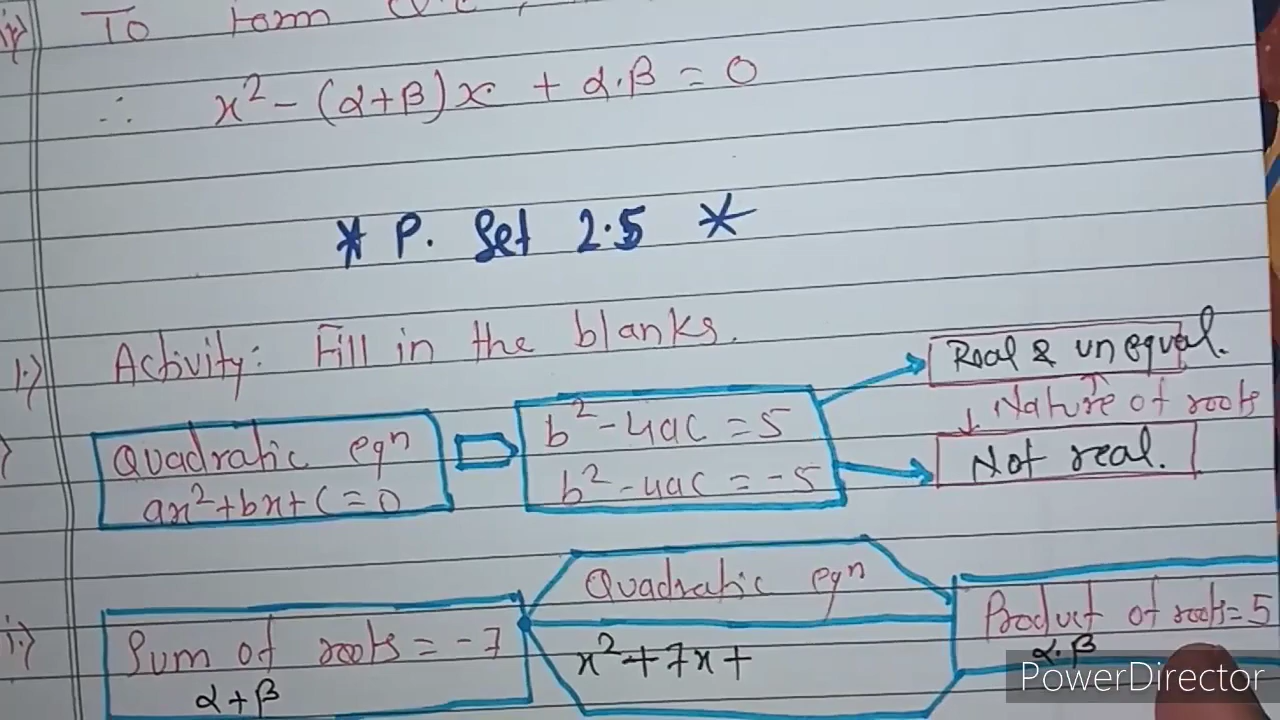 iv) To form
∴ x² - (α+β)x + α.β = 0
* P. Set 2.5 *
1.) Activity: Fill in the blanks.
Quadratic eqn
ax²+bx+c=0
b²-4ac = 5
b²-4ac = -5
Real & unequal.
↑ Nature of roots
↓
Not real.
Quadratic eqn
Sum of roots = -7
α+β
x²+7x+
Product of roots=5
α.β
PowerDirector